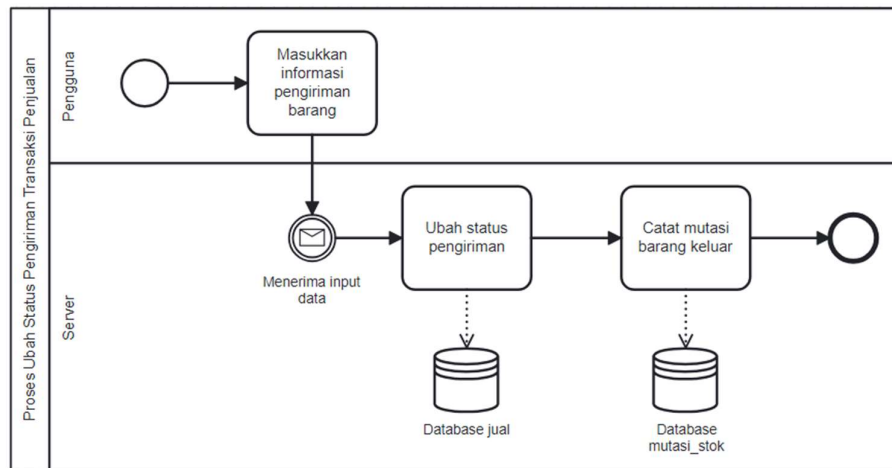 Proses Ubah Status Pengiriman Transaksi Penjualan
Pengguna
Masukkan
informasi
pengiriman
barang
Server
Menerima input
data
Ubah status
pengiriman
Catat mutasi
barang keluar
Database jual
Database
mutasi_stok